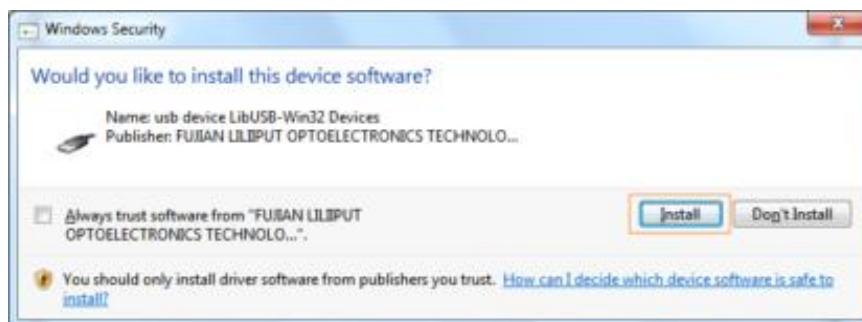 Windows Security
Would you like to install this device software?
Name: usb device LibUSB-Win32 Devices
Publisher: FUJIAN LILLIPUT OPTOELECTRONICS TECHNOLO...
Always trust software from "FUJIAN LILLIPUT
OPTOELECTRONICS TECHNOLO...".
Install
Don't Install
You should only install driver software from publishers you trust. How can I decide which device software is safe to
install?